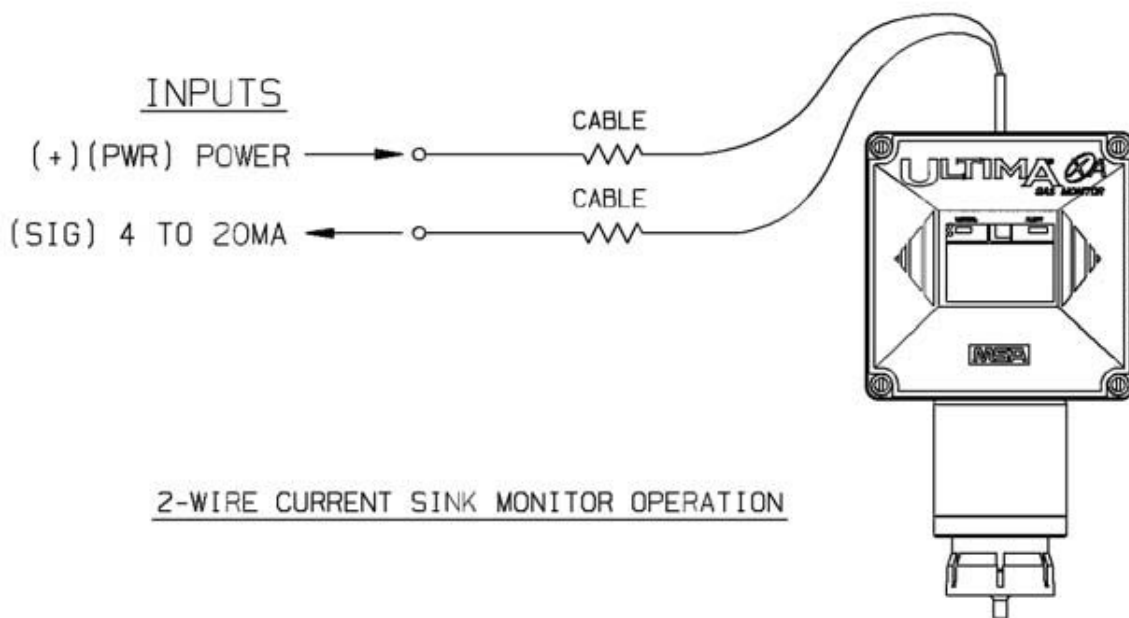 INPUTS
CABLE
(+)(PWR) POWER
CABLE
(SIG) 4 TO 20MA
ULTIMA XA
GAS MONITOR
MSA
2-WIRE CURRENT SINK MONITOR OPERATION